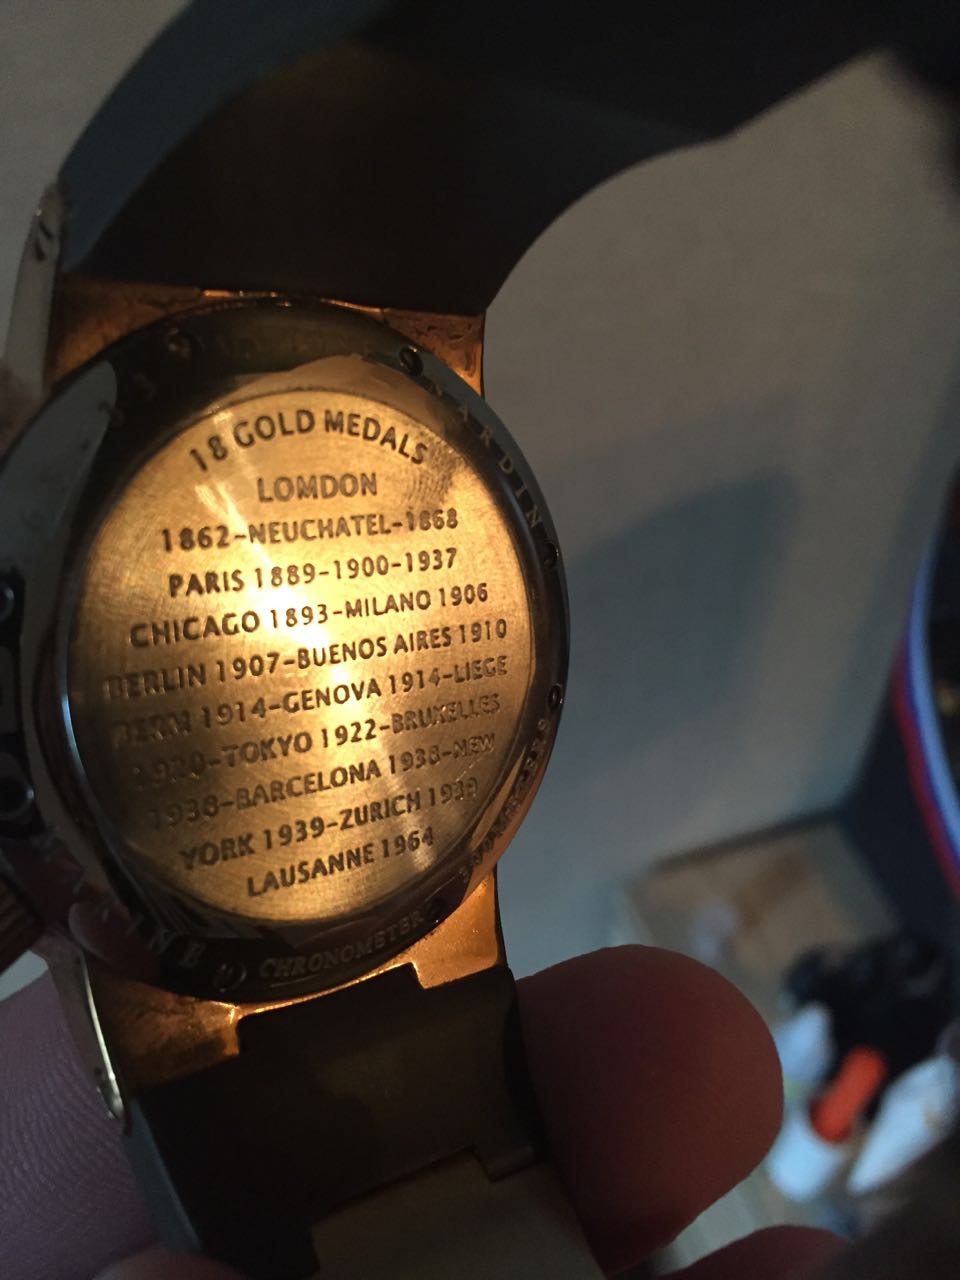 18 GOLD MEDALS
LOMDON
1862-NEUCHATEL-1868
PARIS 1889-1900-1937
CHICAGO 1893-MILANO 1906
BERLIN 1907-BUENOS AIRES 1910
BERN 1914-GENOVA 1914-LIEGE
1930-TOKYO 1922-BRUXELLES
1938-BARCELONA 1938-NEW
YORK 1939-ZURICH 1939
LAUSANNE 1964
NARDIN
CHRONOMETER